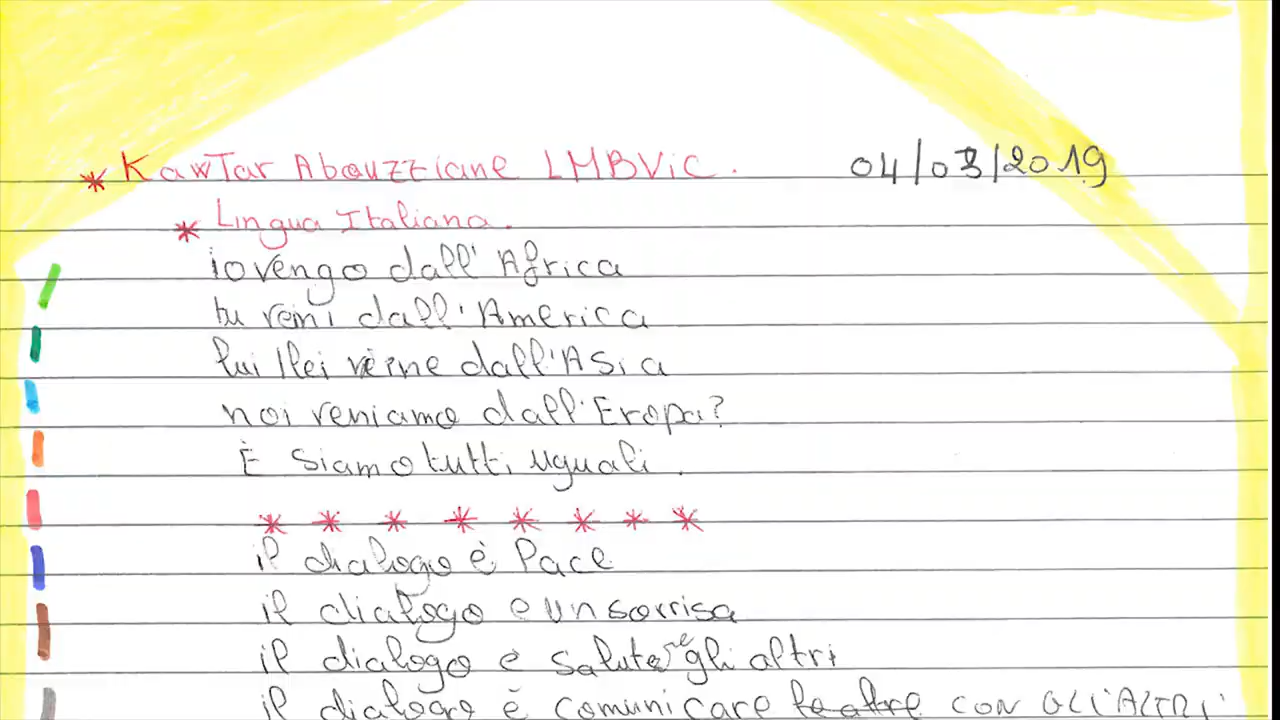 * KawTar Abouzziane LMBVic. 04/03/2019
* Lingua Italiana.
io vengo dall'Africa
tu veni dall'America
lui/lei viene dall'Asia
noi veniamo dall'Eropa?
È siamo tutti uguali.
* * * * * * * *
il dialogo è Pace
il dialogo e un sorrisa
il dialogo e salutare gli altri
il dialogo è comunicare con GLI'ALTRI